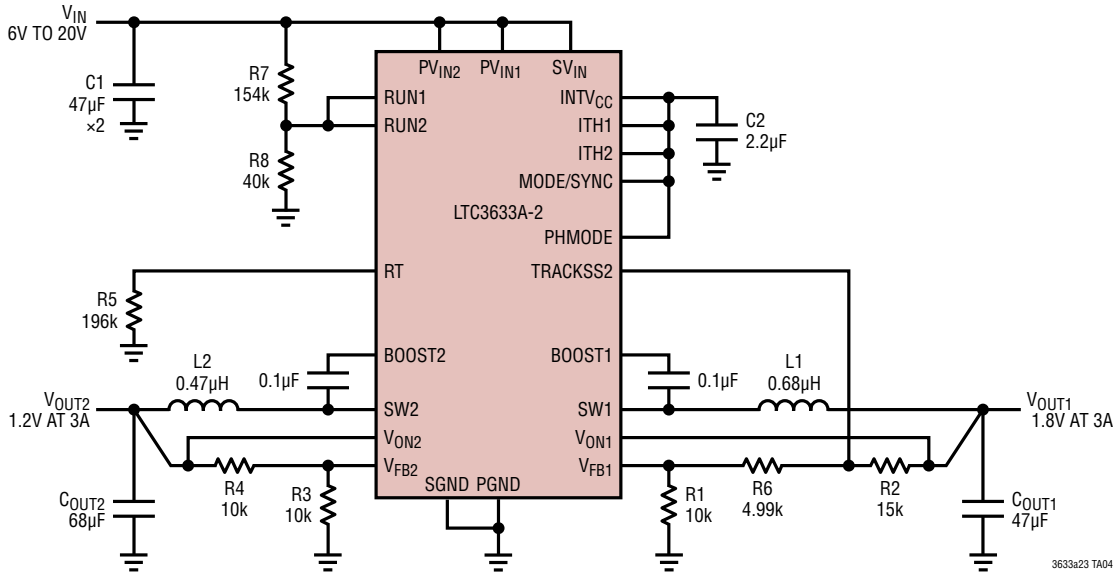 VIN
6V TO 20V
C1
47µF
×2
R7
154k
R8
40k
PVIN2
PVIN1
SVIN
RUN1
RUN2
INTVCC
ITH1
ITH2
MODE/SYNC
LTC3633A-2
PHMODE
C2
2.2µF
RT
TRACKSS2
R5
196k
BOOST2
BOOST1
L2
0.47µH
0.1µF
0.1µF
L1
0.68µH
VOUT2
1.2V AT 3A
SW2
SW1
VOUT1
1.8V AT 3A
VON2
VON1
VFB2
VFB1
SGND
PGND
COUT2
68µF
R4
10k
R3
10k
R1
10k
R6
4.99k
R2
15k
COUT1
47µF
3633a23 TA04